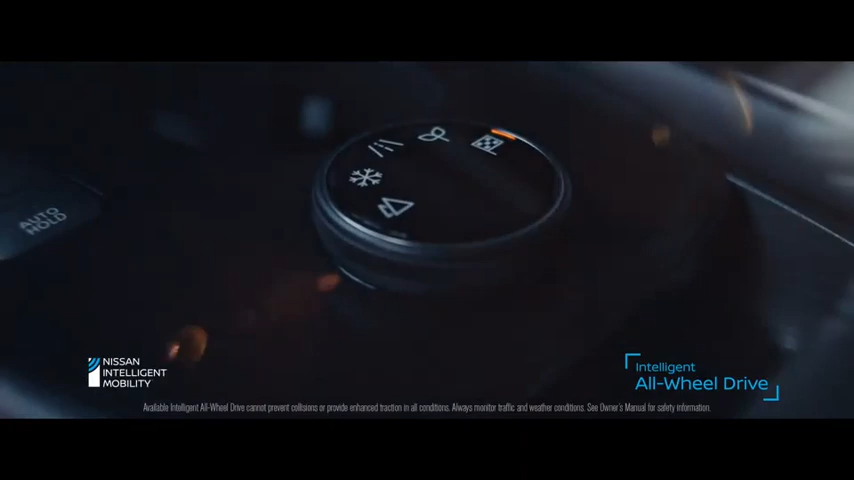 AUTO
HOLD
NISSAN
INTELLIGENT
MOBILITY
Intelligent
All-Wheel Drive
Available Intelligent All-Wheel Drive cannot prevent collisions or provide enhanced traction in all conditions. Always monitor traffic and weather conditions. See Owner's Manual for safety information.